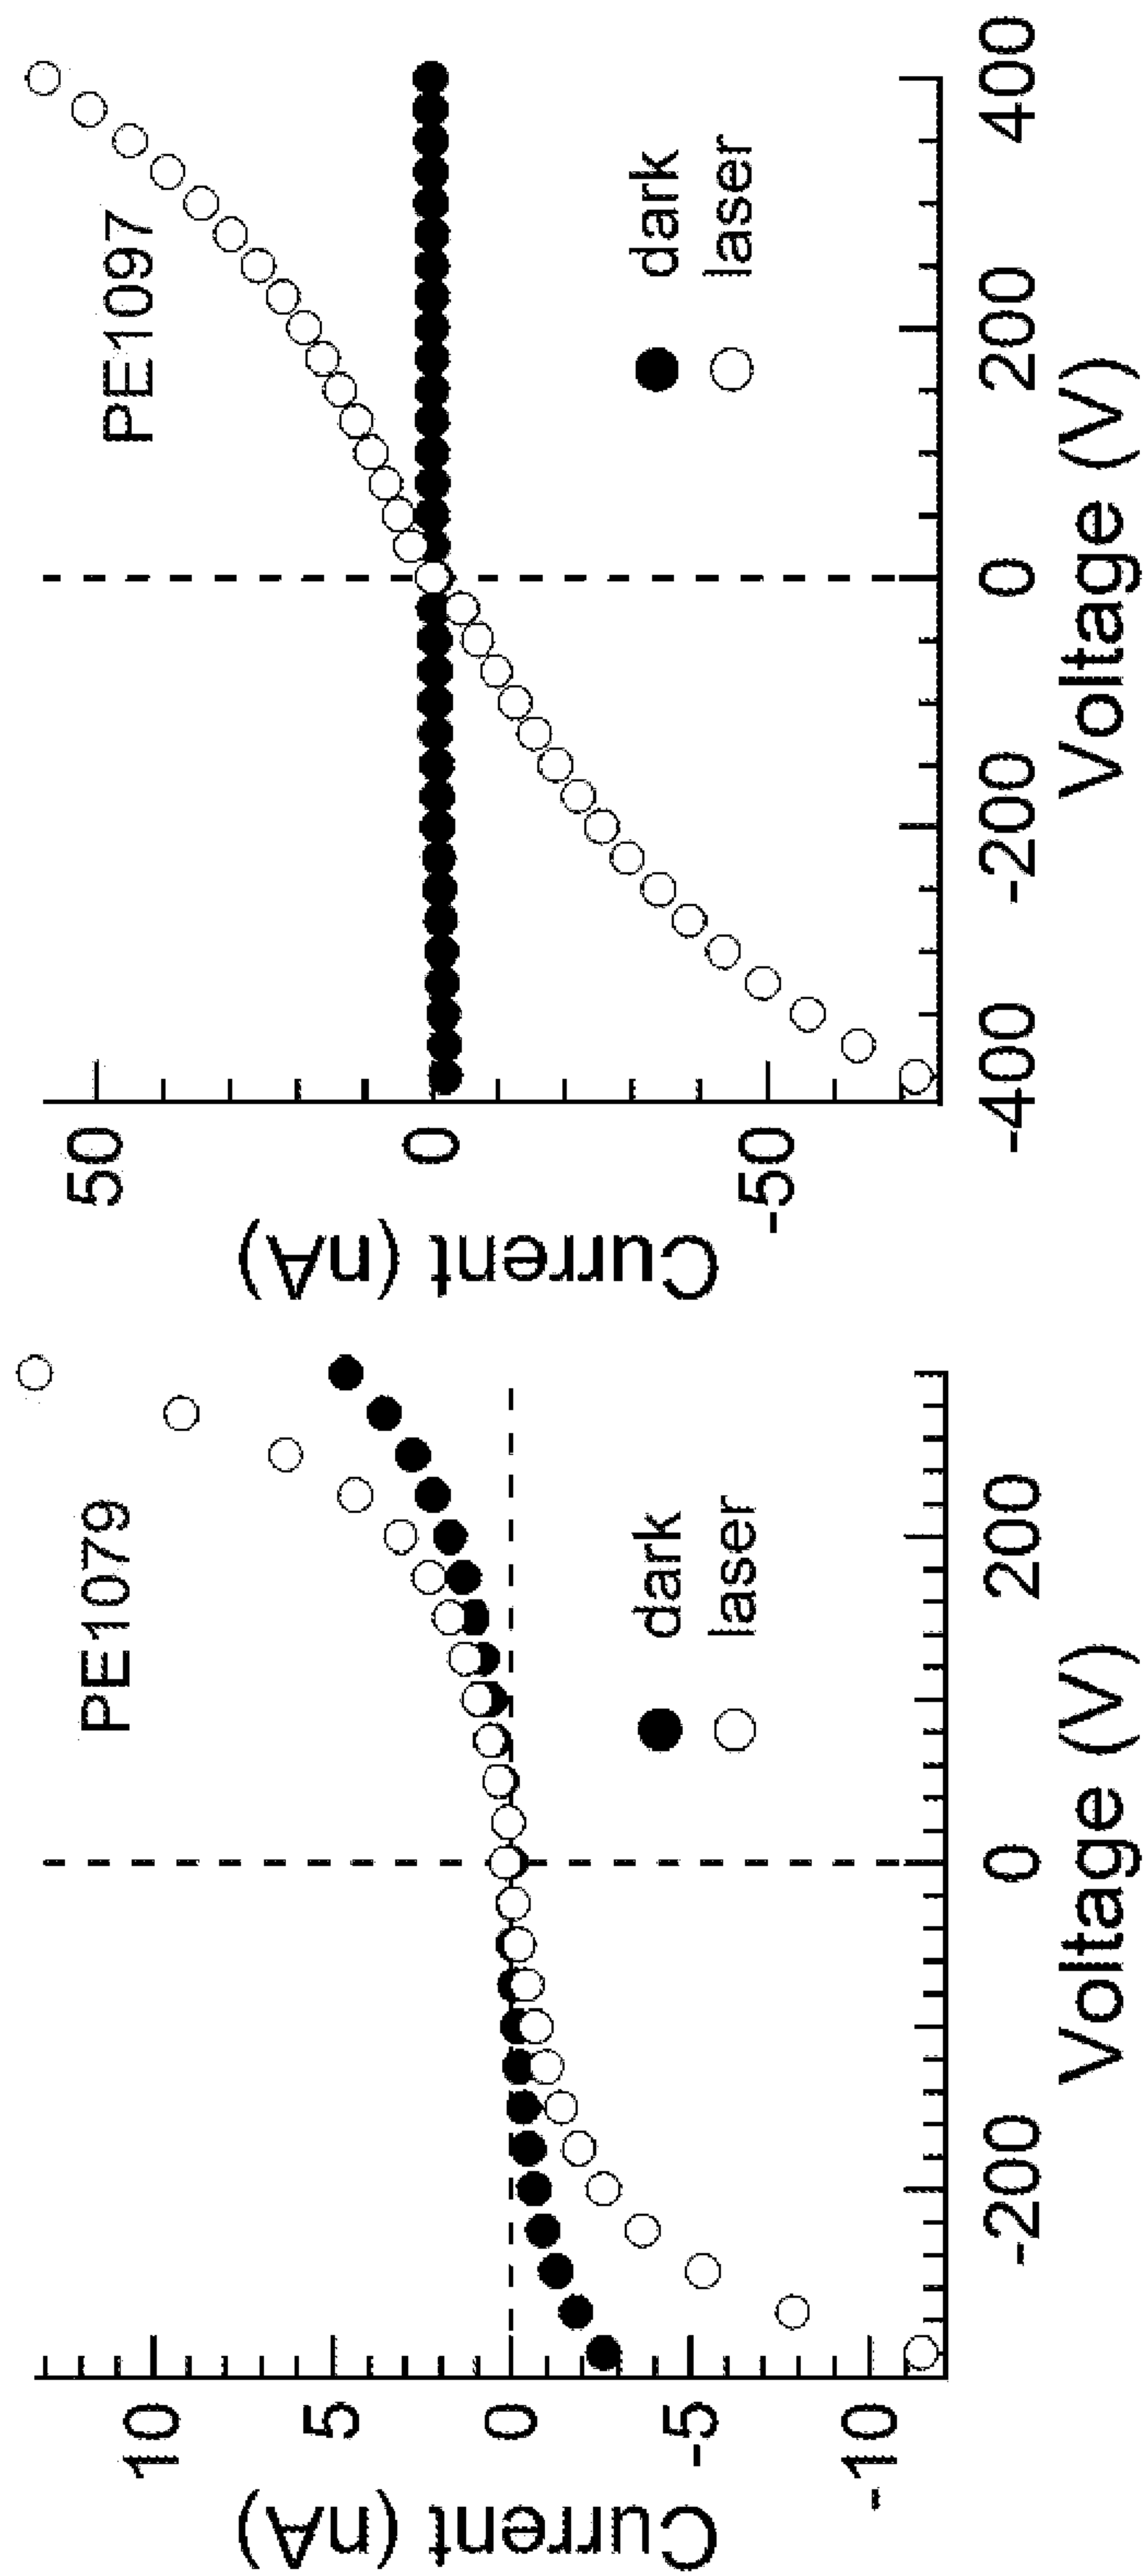 PE1079
10
5
0
-5
-10
Current (nA)
dark
laser
-200
0
200
Voltage (V)
PE1097
50
0
-50
Current (nA)
dark
laser
-400
-200
0
200
400
Voltage (V)